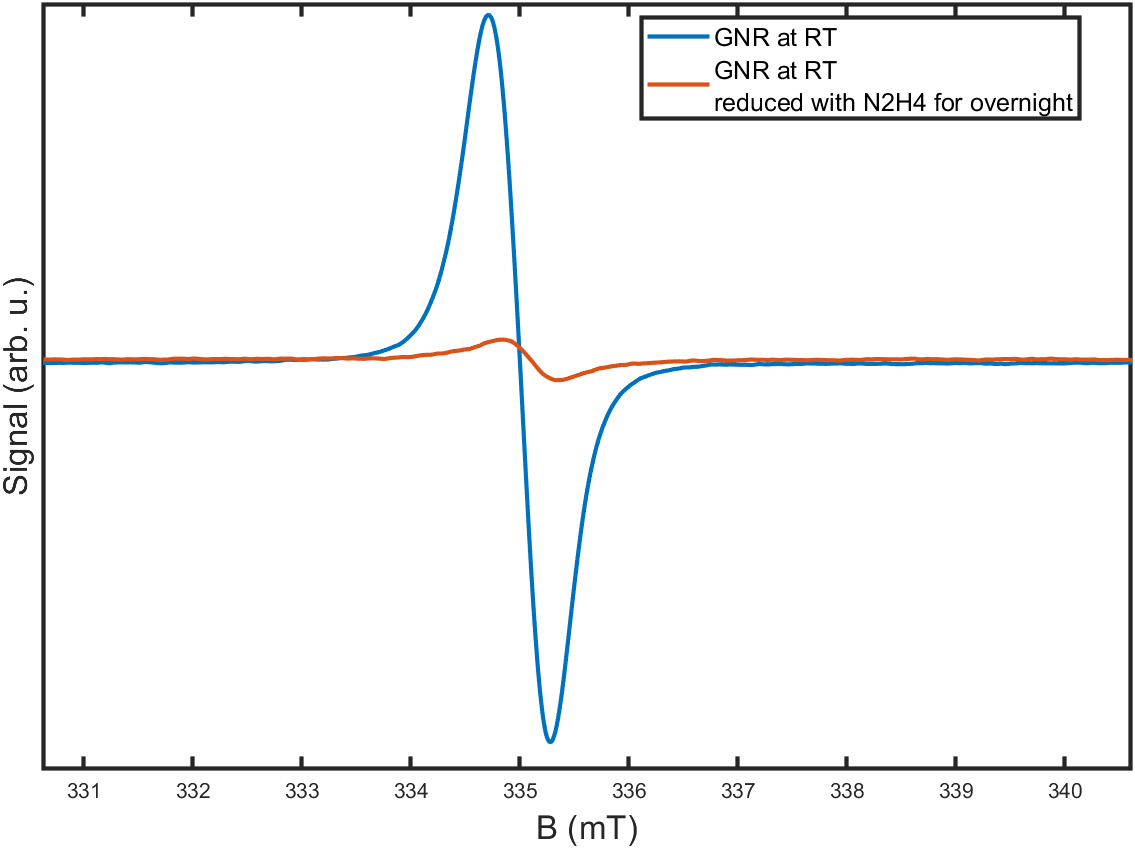 GNR at RT
GNR at RT
reduced with N2H4 for overnight
Signal (arb. u.)
331 332 333 334 335 336 337 338 339 340
B (mT)